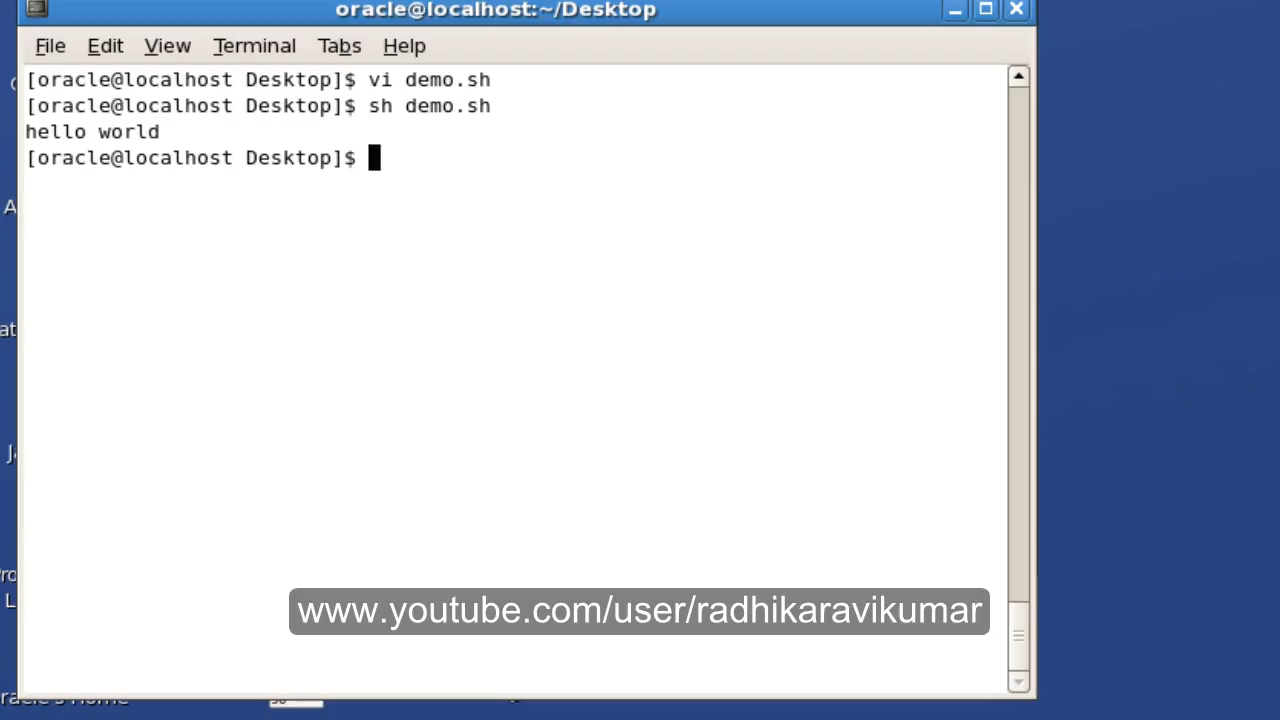 oracle@localhost:~/Desktop
File Edit View Terminal Tabs Help
[oracle@localhost Desktop]$ vi demo.sh
[oracle@localhost Desktop]$ sh demo.sh
hello world
[oracle@localhost Desktop]$
www.youtube.com/user/radhikaravikumar